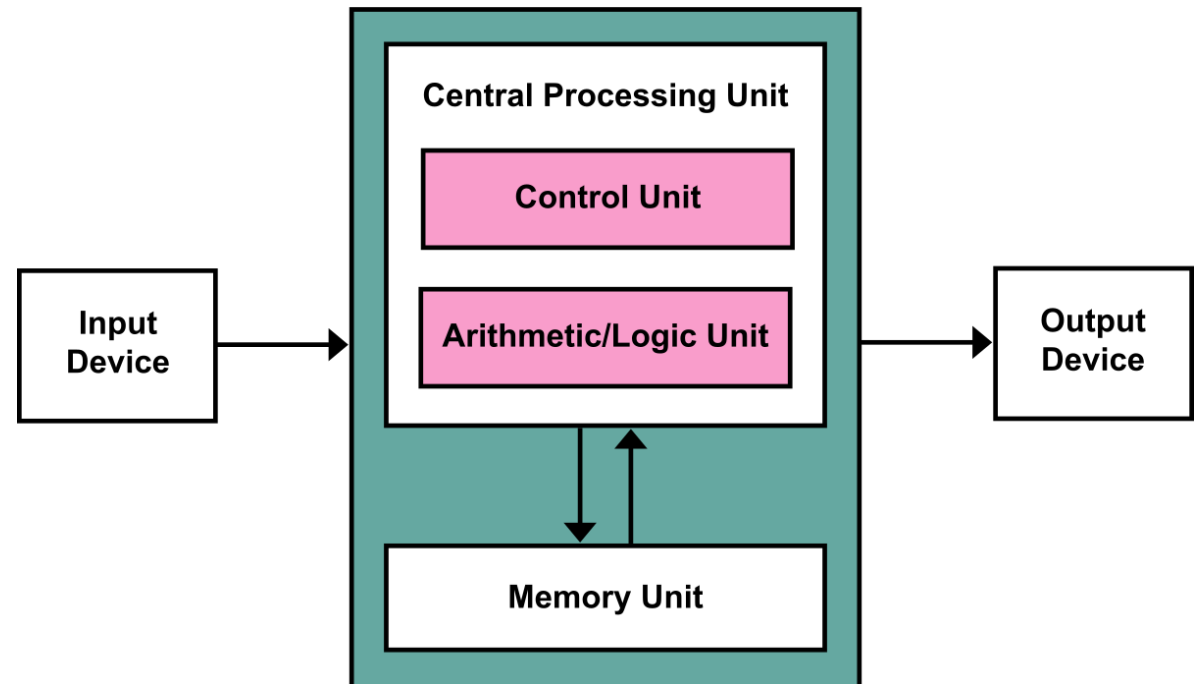 Central Processing Unit
Control Unit
Arithmetic/Logic Unit
Input
Device
Output
Device
Memory Unit